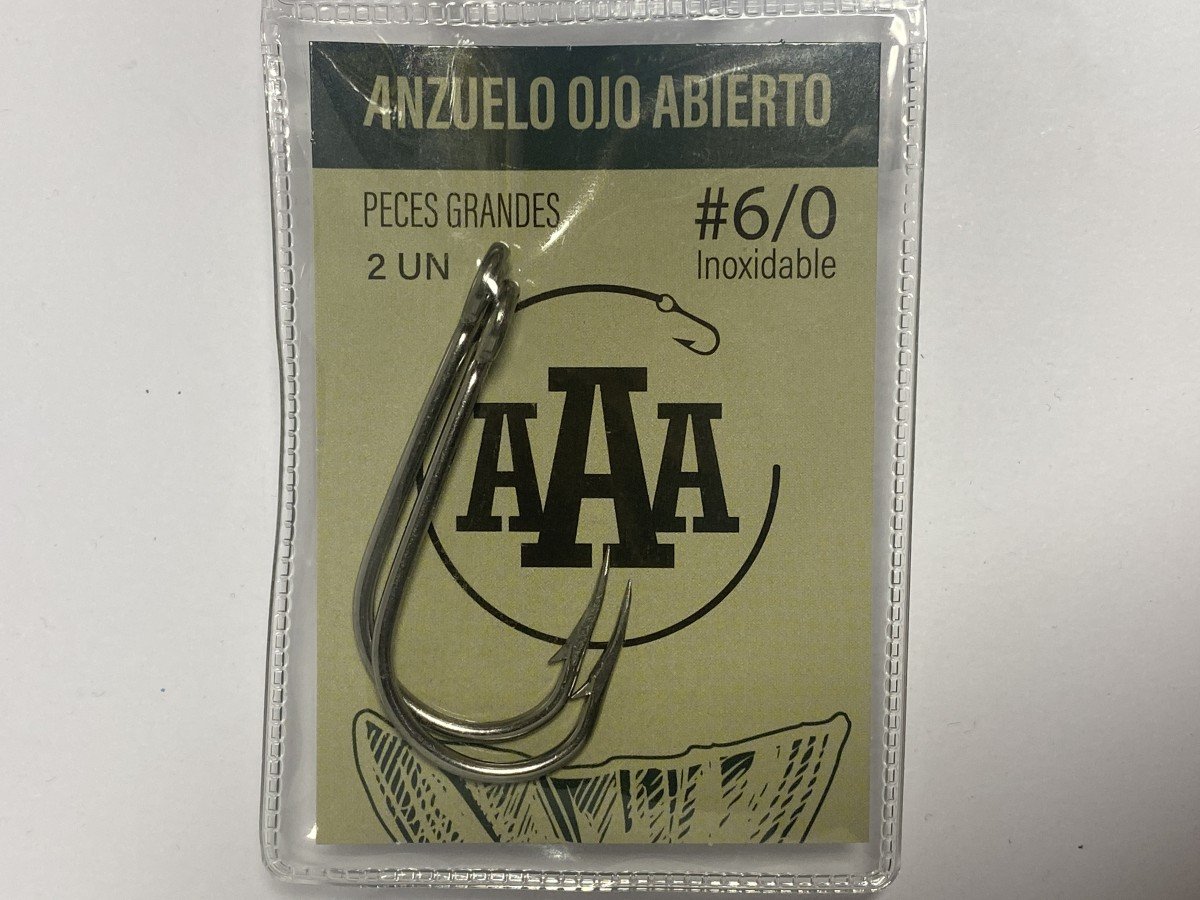 ANZUELO OJO ABIERTO
PECES GRANDES
2 UN
#6/0
Inoxidable
AAA